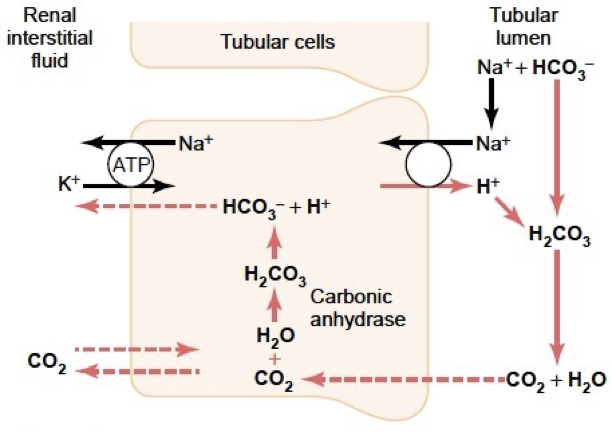 Renal
interstitial
fluid
Tubular cells
Tubular
lumen
Na⁺ + HCO₃⁻
Na⁺
Na⁺
ATP
K⁺
H⁺
HCO₃⁻ + H⁺
H₂CO₃
H₂CO₃
Carbonic
anhydrase
H₂O
+
CO₂
CO₂
CO₂ + H₂O